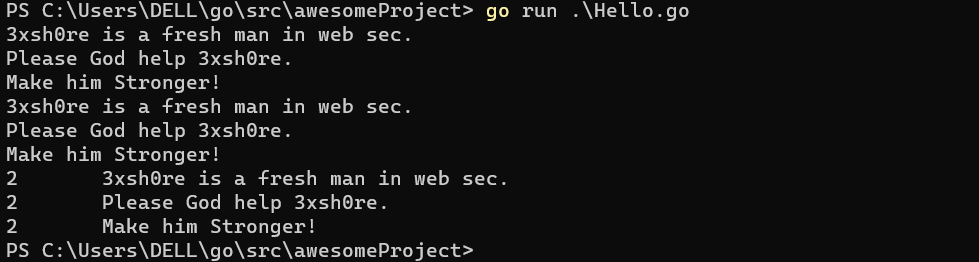 PS C:\Users\DELL\go\src\awesomeProject> go run .\Hello.go
3xsh0re is a fresh man in web sec.
Please God help 3xsh0re.
Make him Stronger!
3xsh0re is a fresh man in web sec.
Please God help 3xsh0re.
Make him Stronger!
2       3xsh0re is a fresh man in web sec.
2       Please God help 3xsh0re.
2       Make him Stronger!
PS C:\Users\DELL\go\src\awesomeProject>